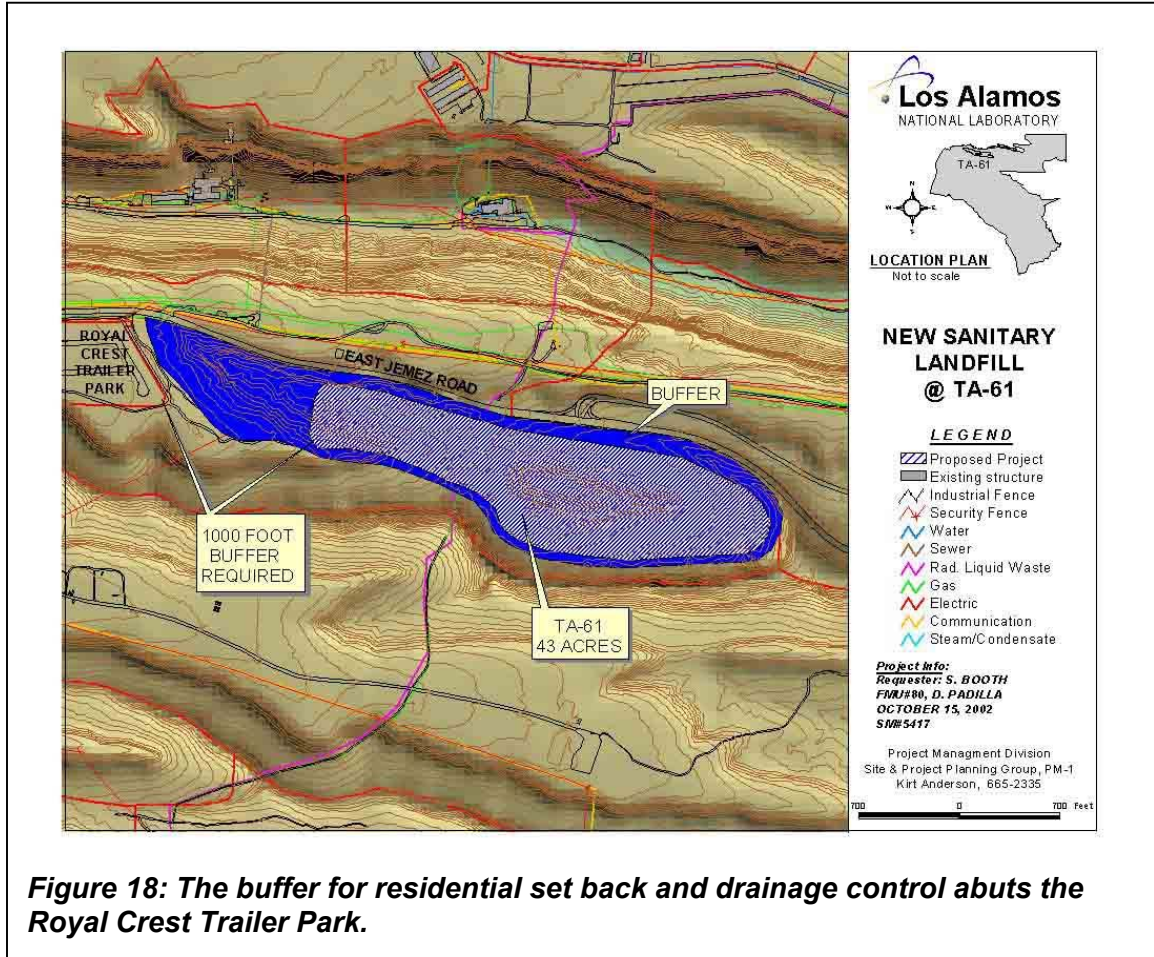 ROYAL
CREST
TRAILER
PARK
EAST JEMEZ ROAD
BUFFER
1000 FOOT
BUFFER
REQUIRED
TA-61
43 ACRES
Los Alamos
NATIONAL LABORATORY
TA-61
N
W
E
S
LOCATION PLAN
Not to scale
NEW SANITARY
LANDFILL
@ TA-61
LEGEND
Proposed Project
Existing structure
Industrial Fence
Security Fence
Water
Sewer
Rad. Liquid Waste
Gas
Electric
Communication
Steam/Condensate
Project Info:
Requester: S. BOOTH
FMU#80, D. PADILLA
OCTOBER 15, 2002
SM#5417
Project Managment Division
Site & Project Planning Group, PM-1
Kirt Anderson, 665-2335
700 0 700 Feet
Figure 18: The buffer for residential set back and drainage control abuts the
Royal Crest Trailer Park.